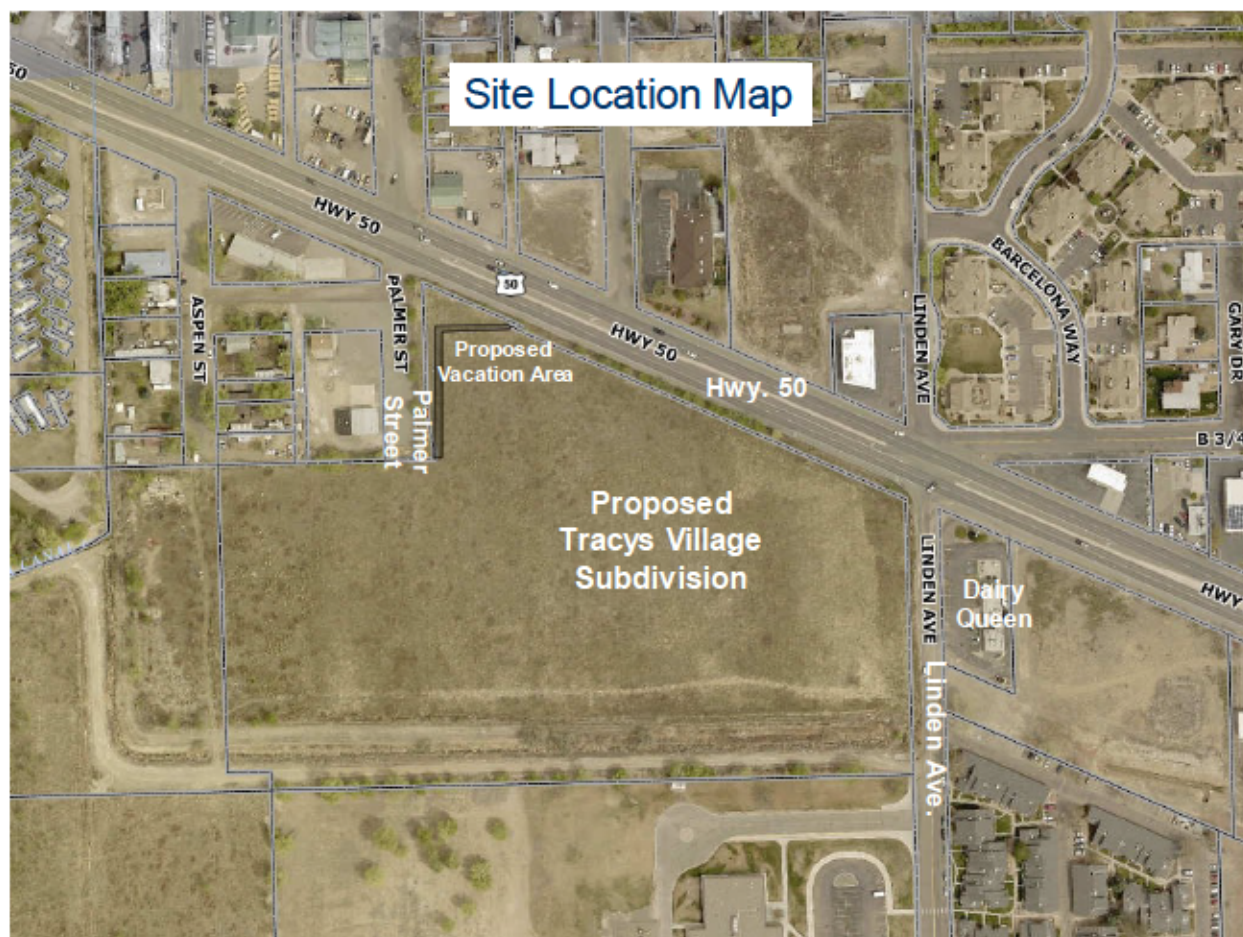 50
Site Location Map
HWY 50
50
HWY 50
Hwy. 50
ASPEN ST
PALMER ST
Palmer
Street
Proposed
Vacation Area
LINDEN AVE
BARCELONA WAY
GARY DR
B 3/4
Proposed
Tracys Village
Subdivision
LINDEN AVE
Dairy
Queen
HWY
Linden Ave.